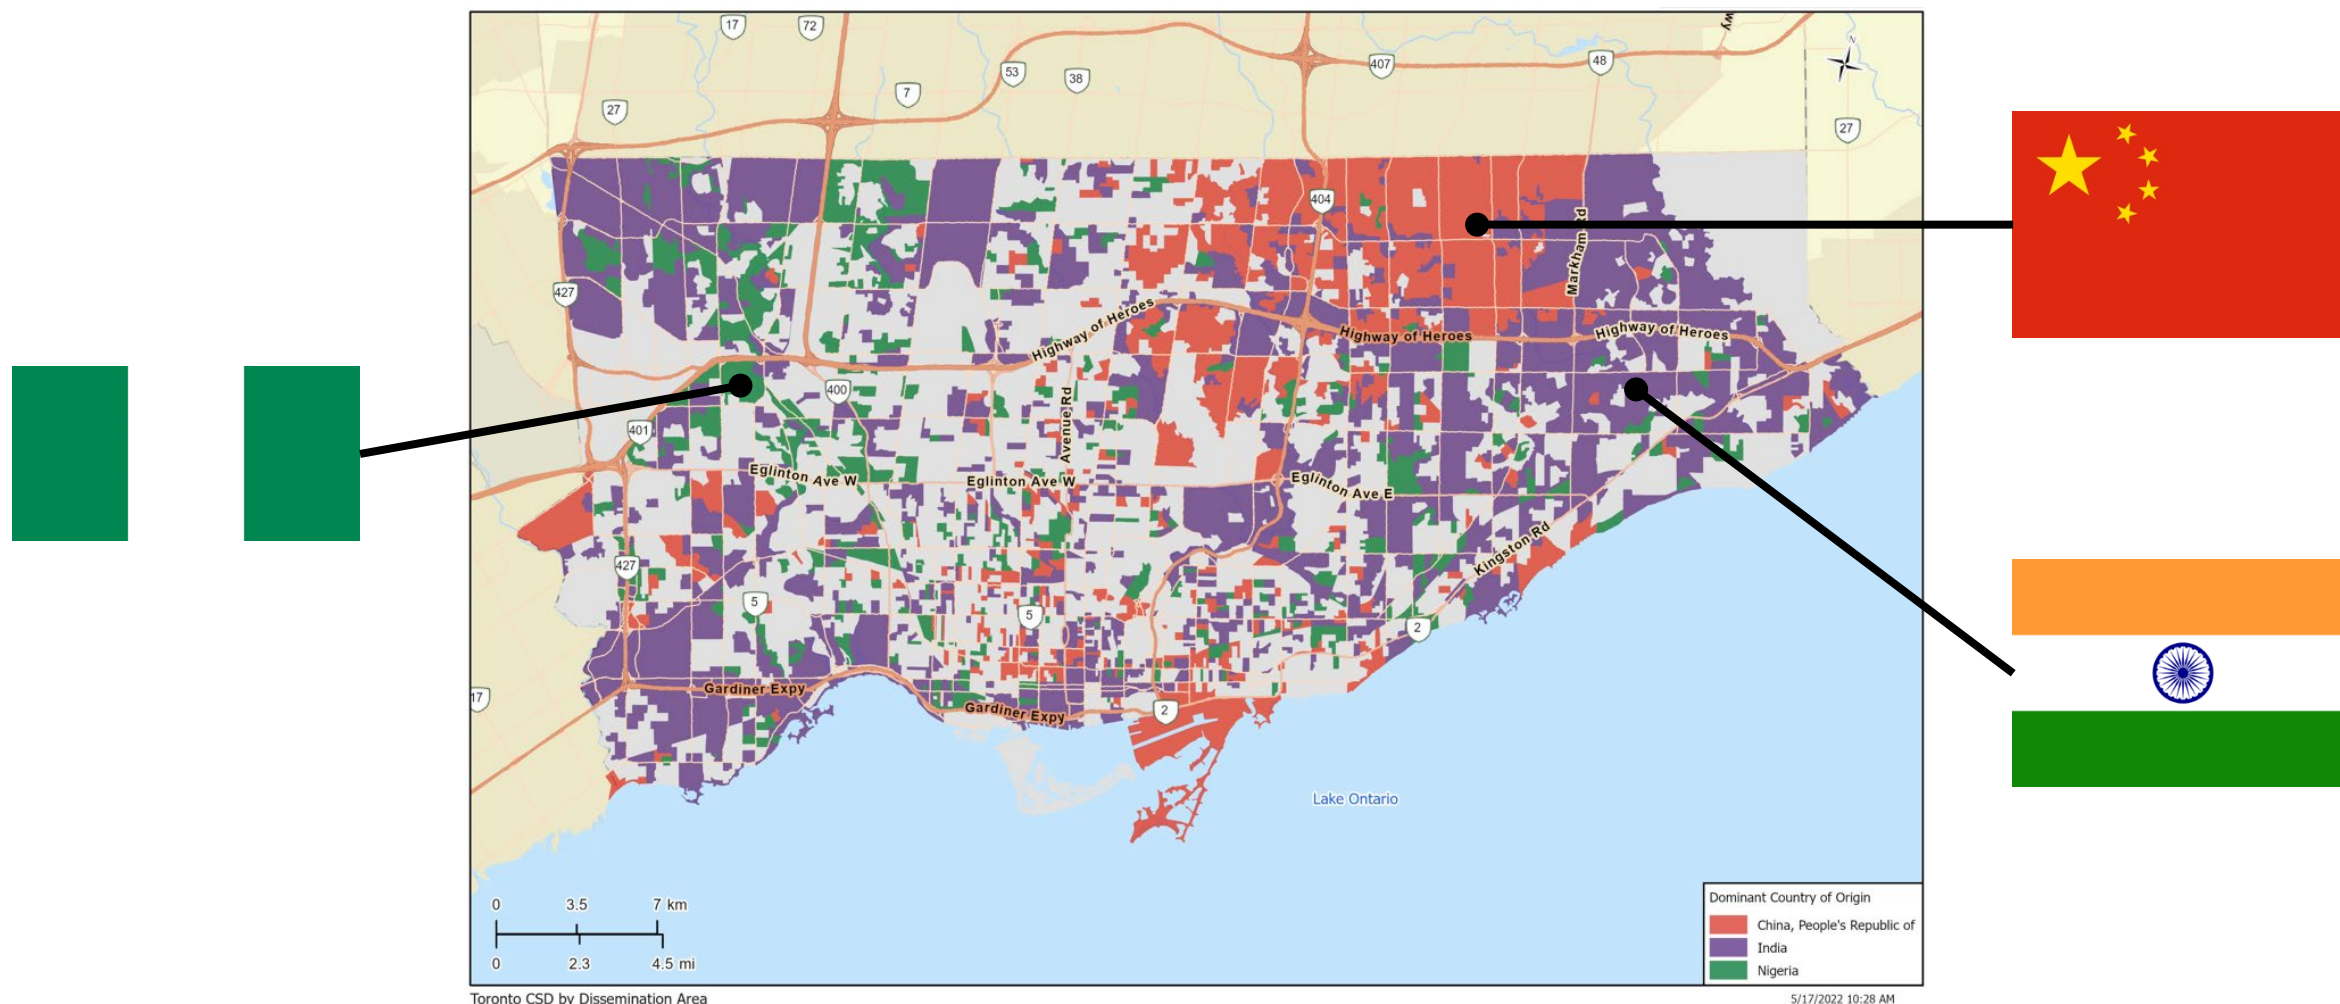 17
72
wy
N
53
38
407
48
7
27
27
404
Markham Rd
427
Highway of Heroes
Highway of Heroes
Highway of Heroes
400
Avenue Rd
401
Eglinton Ave W
Eglinton Ave W
Eglinton Ave E
Kingston Rd
427
5
5
2
17
Gardiner Expy
Gardiner Expy
2
Lake Ontario
0 3.5 7 km
0 2.3 4.5 mi
Dominant Country of Origin
China, People's Republic of
India
Nigeria
Toronto CSD by Dissemination Area
5/17/2022 10:28 AM